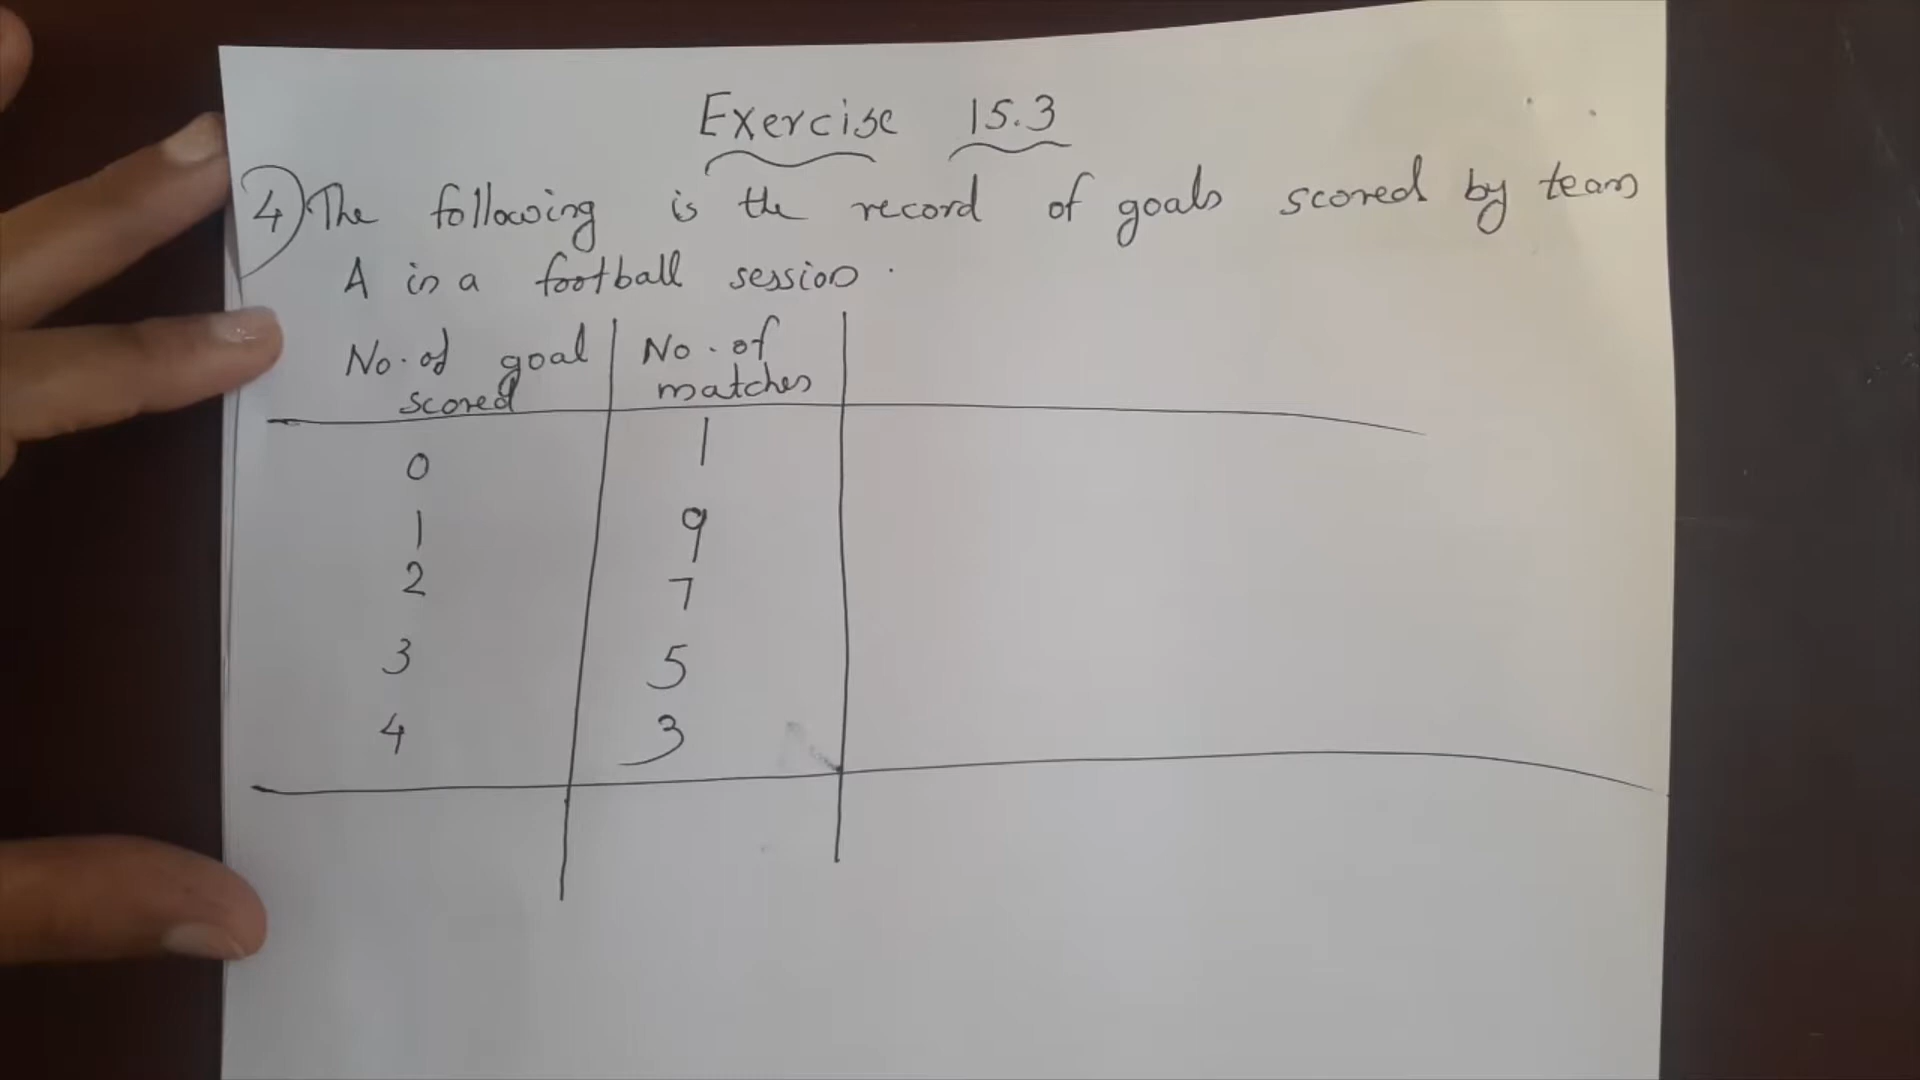 Exercise 15.3
4) The following is the record of goals scored by team
A in a football session.
No. of goal scored | No. of matches
0 | 1
1 | 9
2 | 7
3 | 5
4 | 3